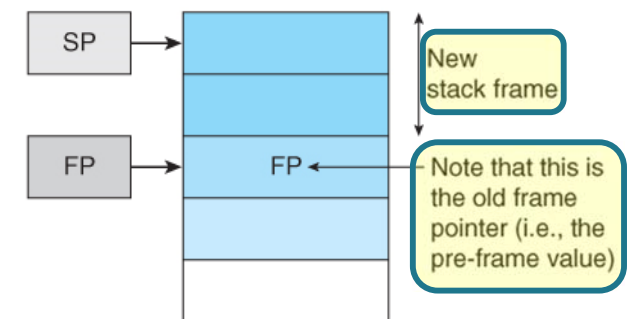 SP
New
stack frame
FP
FP
Note that this is
the old frame
pointer (i.e., the
pre-frame value)